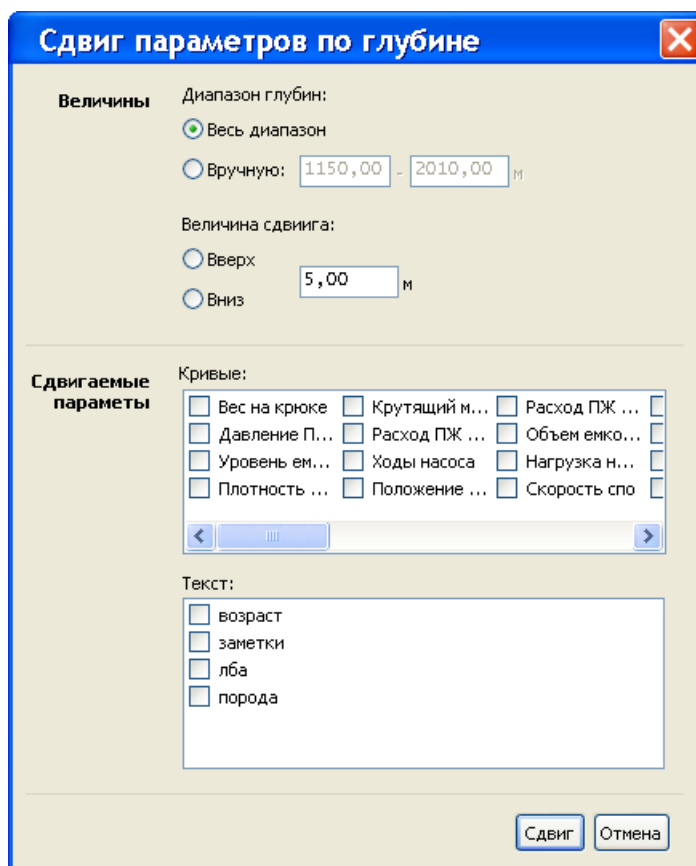 Сдвиг параметров по глубине
Величины
Диапазон глубин:
Весь диапазон
Вручную: 1150,00 - 2010,00 м
Величина сдвиига:
Вверх
5,00 м
Вниз
Сдвигаемые
параметы
Кривые:
Вес на крюке Крутящий м... Расход ПЖ ...
Давление П... Расход ПЖ ... Объем емко...
Уровень ем... Ходы насоса Нагрузка н...
Плотность ... Положение ... Скорость спо
Текст:
возраст
заметки
лба
порода
Сдвиг Отмена